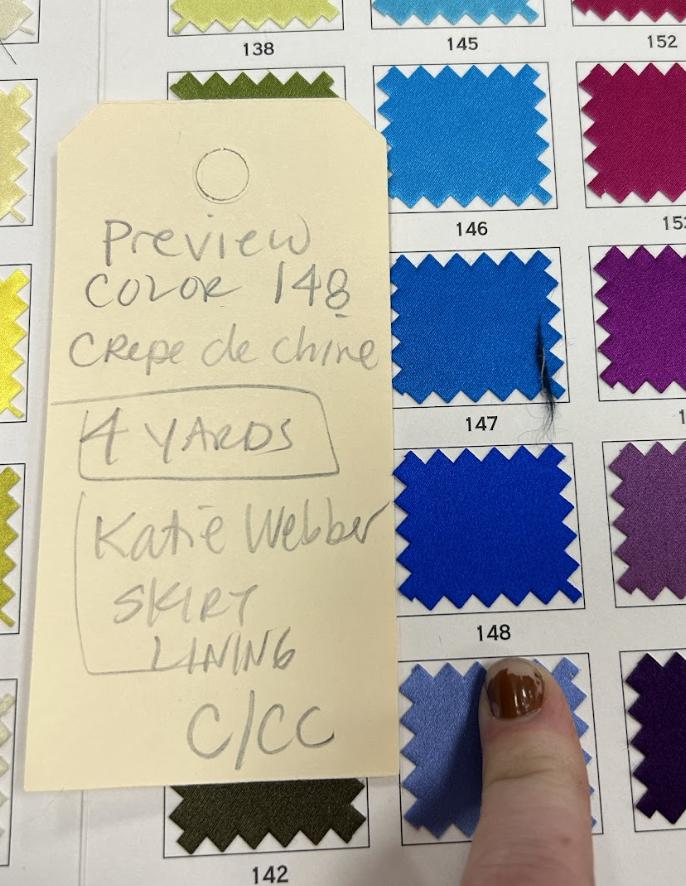 138
145
152
146
147
148
142
Preview
COLOR 148
CRepe de chine
4 YARDS
Katie Webber
SKIRT
LINING
C/CC